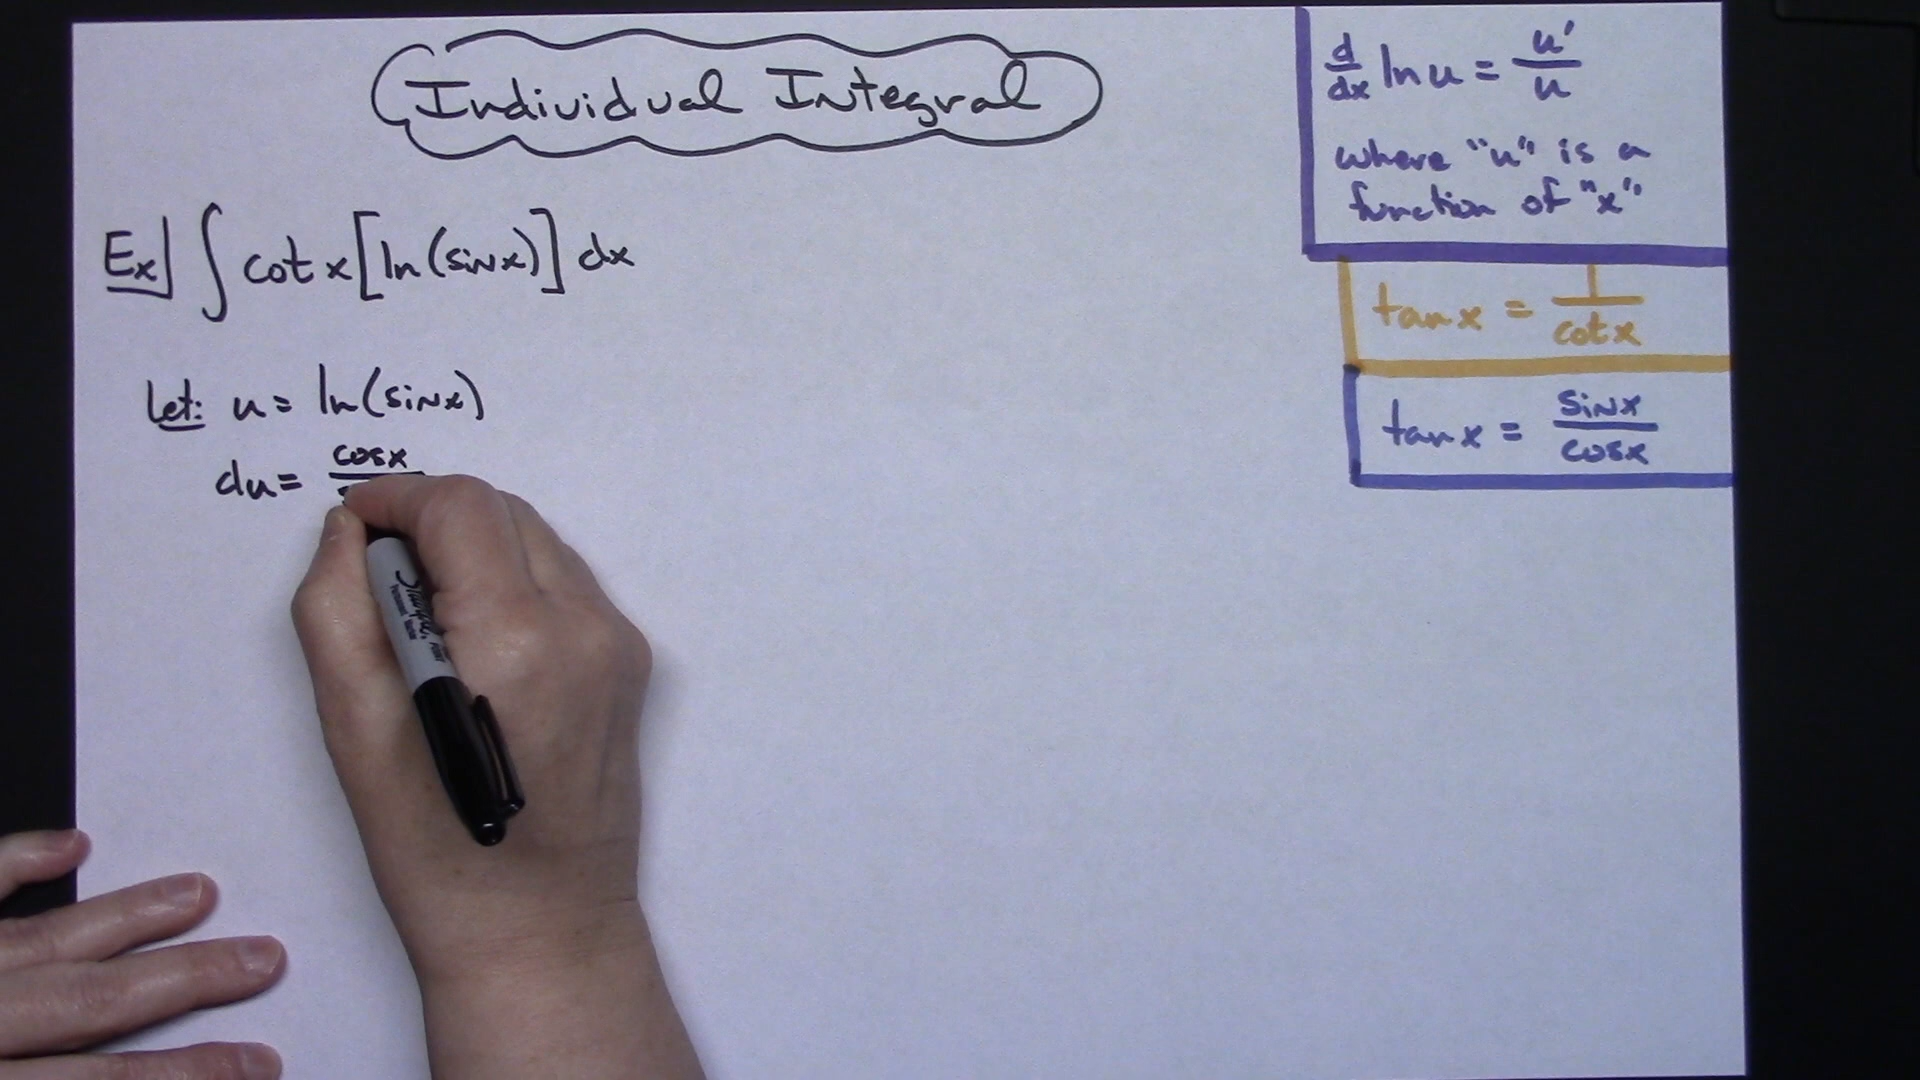 Individual Integral
Ex ∫ cot x [ln(sin x)] dx
Let: u = ln(sin x)
du = cos x
d/dx ln u = u'/u
where "u" is a
function of "x"
tan x = 1/cot x
tan x = sin x/cos x
Sharpie